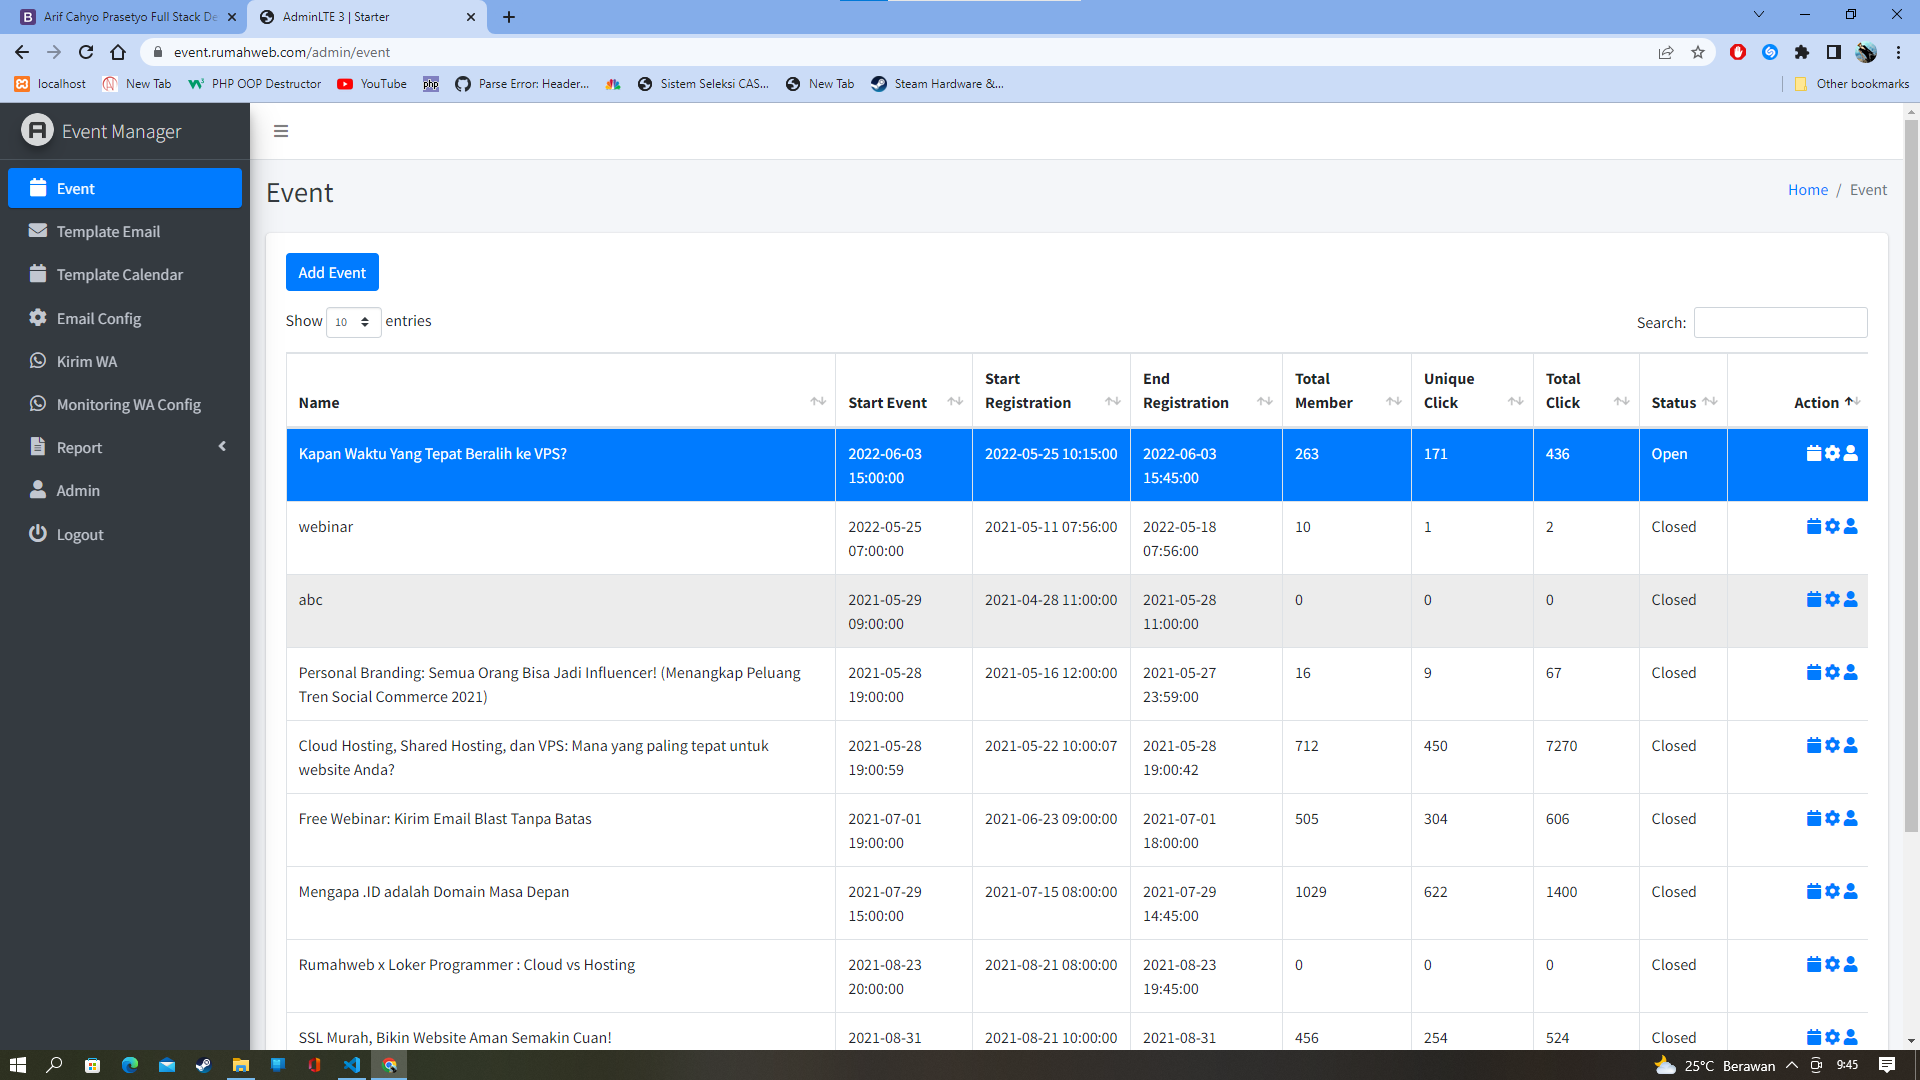 Arif Cahyo Prasetyo Full Stack De
AdminLTE 3 | Starter
event.rumahweb.com/admin/event
localhost
New Tab
PHP OOP Destructor
YouTube
php
Parse Error: Header...
Sistem Seleksi CAS...
New Tab
Steam Hardware &...
Other bookmarks
Event Manager
Event
Template Email
Template Calendar
Email Config
Kirim WA
Monitoring WA Config
Report
Admin
Logout
Event
Home / Event
Add Event
Show 10 entries
Search:
Name
Start Event
Start
Registration
End
Registration
Total
Member
Unique
Click
Total
Click
Status
Action
Kapan Waktu Yang Tepat Beralih ke VPS?
2022-06-03
15:00:00
2022-05-25 10:15:00
2022-06-03
15:45:00
263
171
436
Open
webinar
2022-05-25
07:00:00
2021-05-11 07:56:00
2022-05-18
07:56:00
10
1
2
Closed
abc
2021-05-29
09:00:00
2021-04-28 11:00:00
2021-05-28
11:00:00
0
0
0
Closed
Personal Branding: Semua Orang Bisa Jadi Influencer! (Menangkap Peluang
Tren Social Commerce 2021)
2021-05-28
19:00:00
2021-05-16 12:00:00
2021-05-27
23:59:00
16
9
67
Closed
Cloud Hosting, Shared Hosting, dan VPS: Mana yang paling tepat untuk
website Anda?
2021-05-28
19:00:59
2021-05-22 10:00:07
2021-05-28
19:00:42
712
450
7270
Closed
Free Webinar: Kirim Email Blast Tanpa Batas
2021-07-01
19:00:00
2021-06-23 09:00:00
2021-07-01
18:00:00
505
304
606
Closed
Mengapa .ID adalah Domain Masa Depan
2021-07-29
15:00:00
2021-07-15 08:00:00
2021-07-29
14:45:00
1029
622
1400
Closed
Rumahweb x Loker Programmer : Cloud vs Hosting
2021-08-23
20:00:00
2021-08-21 08:00:00
2021-08-23
19:45:00
0
0
0
Closed
SSL Murah, Bikin Website Aman Semakin Cuan!
2021-08-31
2021-08-21 10:00:00
2021-08-31
456
254
524
Closed
25°C Berawan
9:45